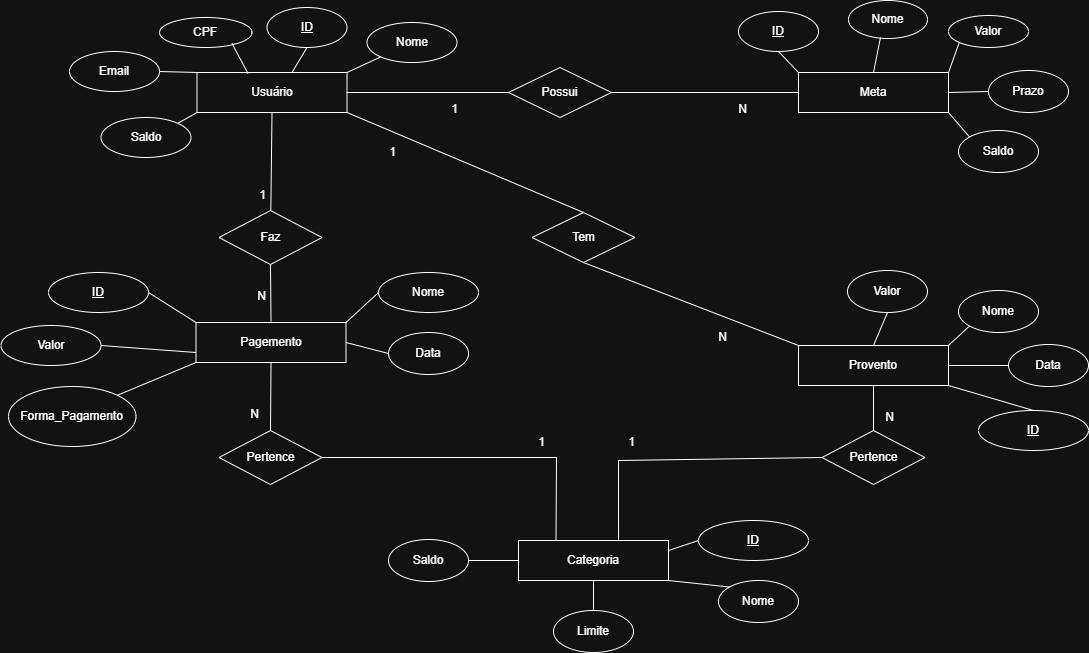 CPF
ID
Nome
Email
Usuário
Saldo
1
Possui
N
ID
Nome
Valor
Meta
Prazo
Saldo
1
1
Faz
N
Tem
N
ID
Nome
Valor
Pagemento
Data
Forma_Pagamento
Valor
Nome
Provento
Data
ID
N
Pertence
1
1
N
Pertence
Saldo
Categoria
ID
Nome
Limite